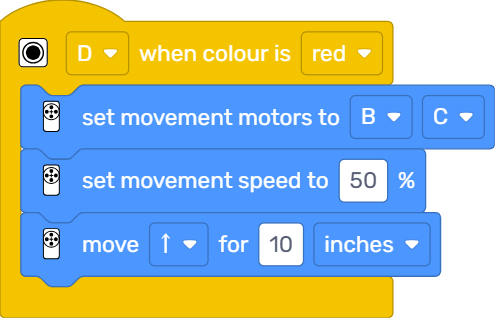 D when colour is red
set movement motors to B C
set movement speed to 50 %
move ↑ for 10 inches